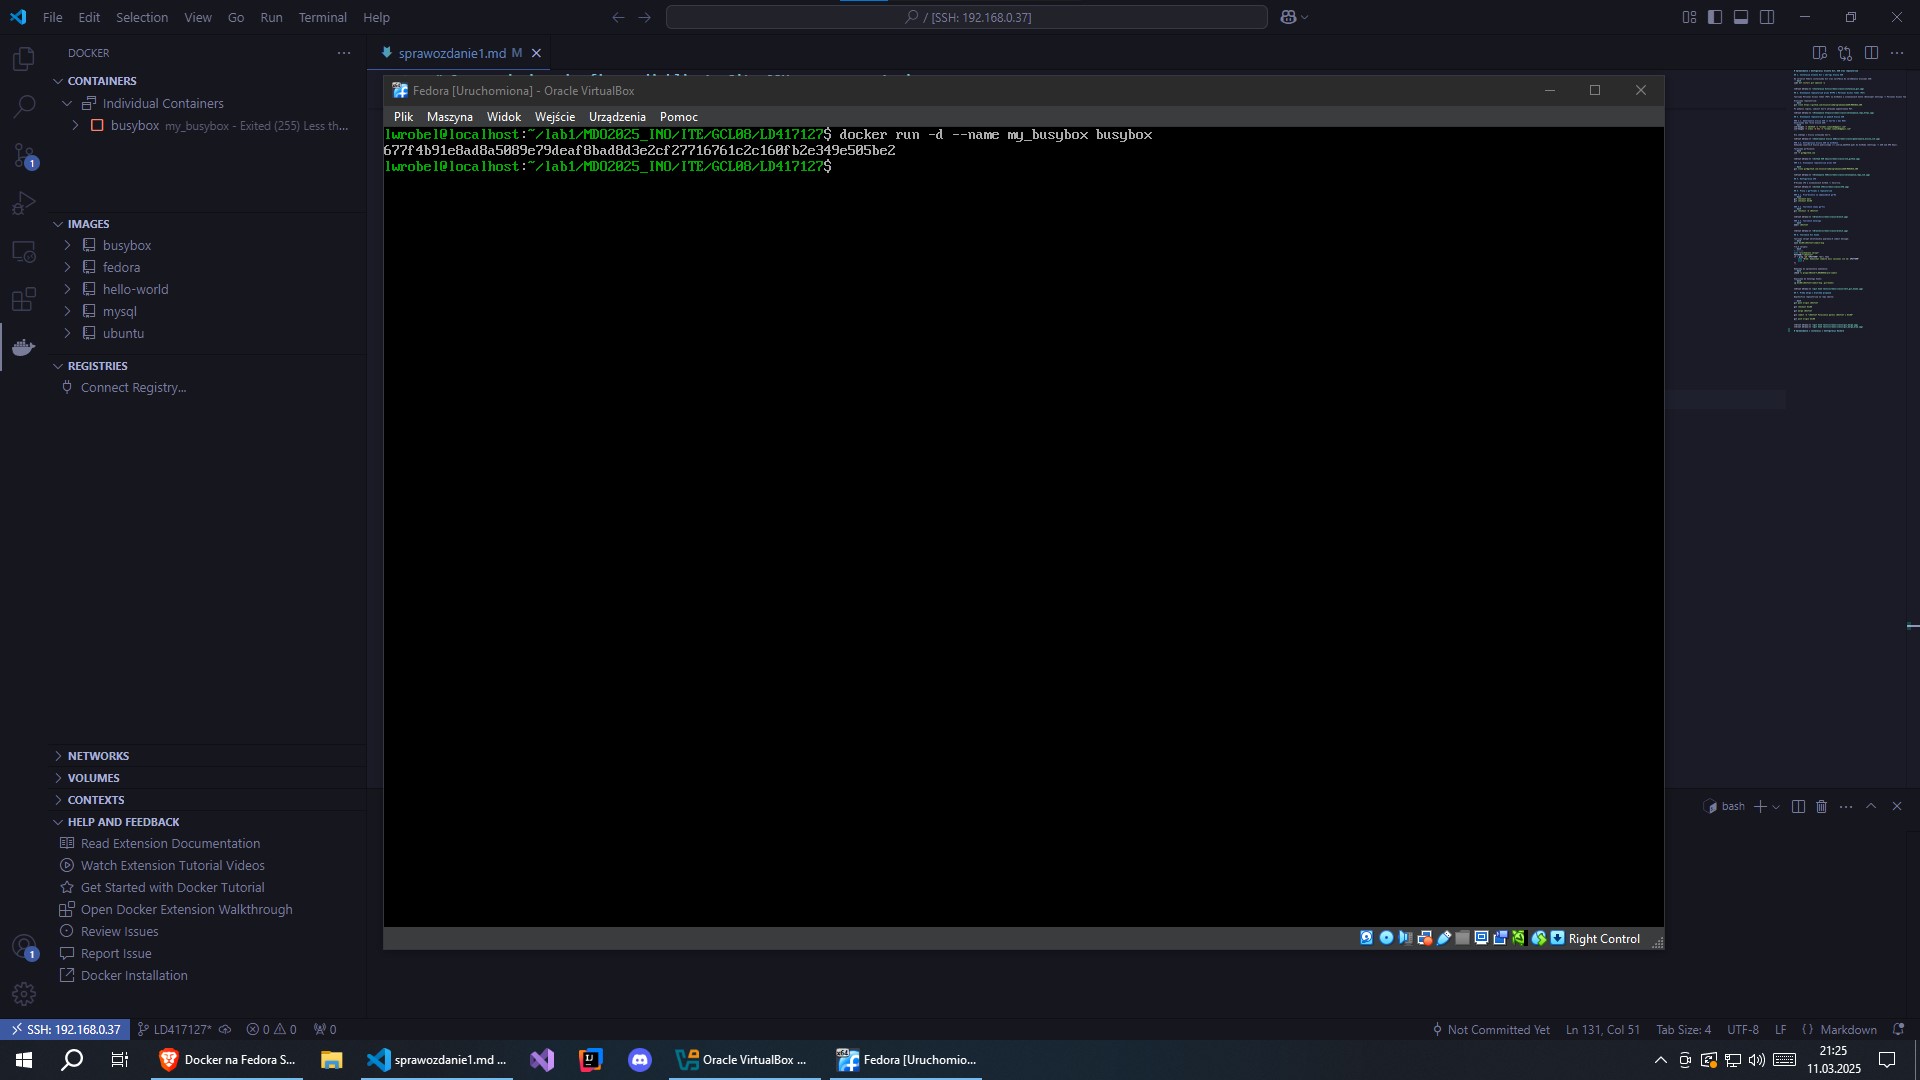 File Edit Selection View Go Run Terminal Help
/ [SSH: 192.168.0.37]
DOCKER
sprawozdanie1.md M
CONTAINERS
Individual Containers
busybox my_busybox - Exited (255) Less th...
1
IMAGES
busybox
fedora
hello-world
mysql
ubuntu
REGISTRIES
Connect Registry...
NETWORKS
VOLUMES
CONTEXTS
HELP AND FEEDBACK
Read Extension Documentation
Watch Extension Tutorial Videos
Get Started with Docker Tutorial
Open Docker Extension Walkthrough
Review Issues
Report Issue
Docker Installation
1
Fedora [Uruchomiona] - Oracle VirtualBox
Plik Maszyna Widok Wejście Urządzenia Pomoc
lwrobel@localhost:~/lab1/MDO2025_INO/ITE/GCL08/LD417127$ docker run -d --name my_busybox busybox
677f4b91e8ad8a5089e79deaf8bad8d3e2cf27716761c2c160fb2e349e505be2
lwrobel@localhost:~/lab1/MDO2025_INO/ITE/GCL08/LD417127$
Right Control
bash
SSH: 192.168.0.37 LD417127* 0 0 0
Not Committed Yet Ln 131, Col 51 Tab Size: 4 UTF-8 LF Markdown
Docker na Fedora S...
sprawozdanie1.md ...
Oracle VirtualBox ...
Fedora [Uruchomio...
21:25
11.03.2025